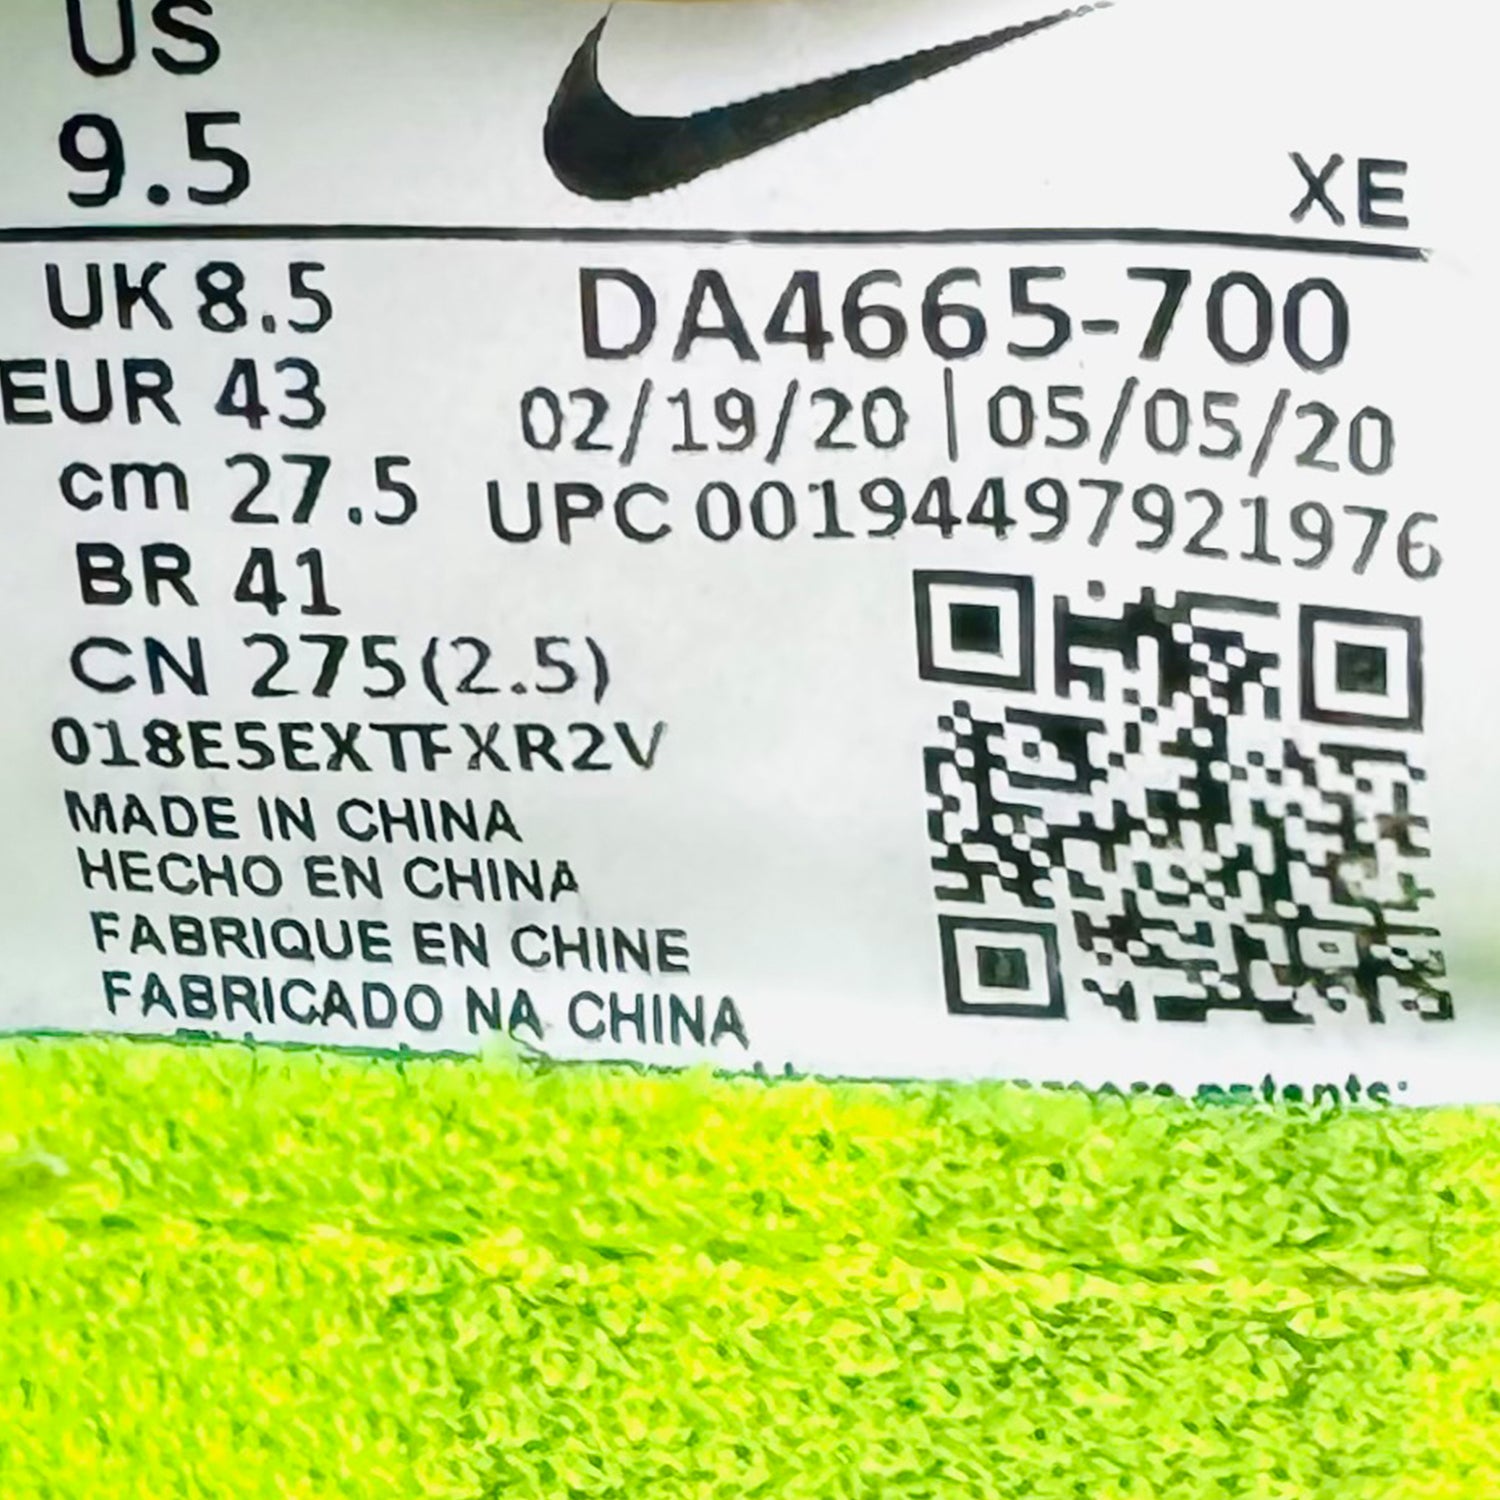 US
9.5
XE
UK 8.5
EUR 43
cm 27.5
BR 41
CN 275(2.5)
018E5EXTFXR2V
MADE IN CHINA
HECHO EN CHINA
FABRIQUE EN CHINE
FABRICADO NA CHINA
DA4665-700
02/19/20 | 05/05/20
UPC 00194497921976
patents: